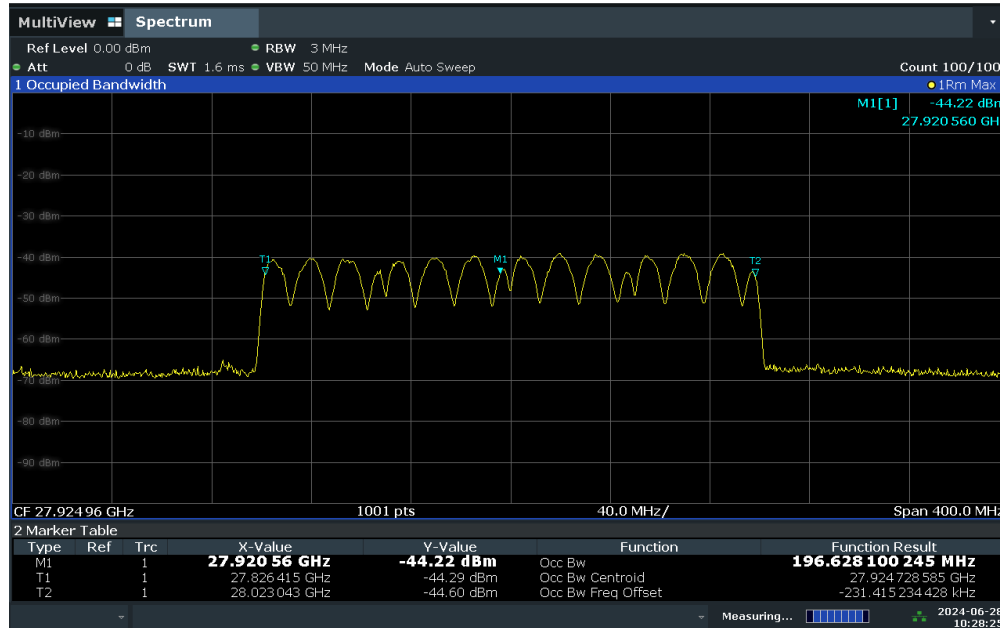 MultiView Spectrum
Ref Level 0.00 dBm RBW 3 MHz
Att 0 dB SWT 1.6 ms VBW 50 MHz Mode Auto Sweep Count 100/100
1 Occupied Bandwidth 1Rm Max
M1[1] -44.22 dBm
27.920 560 GH
-10 dBm
-20 dBm
-30 dBm
-40 dBm
T1 M1 T2
-50 dBm
-60 dBm
-70 dBm
-80 dBm
-90 dBm
CF 27.92496 GHz 1001 pts 40.0 MHz/ Span 400.0 MHz
2 Marker Table
Type Ref Trc X-Value Y-Value Function Function Result
M1 1 27.920 56 GHz -44.22 dBm Occ Bw 196.628 100 245 MHz
T1 1 27.826 415 GHz -44.29 dBm Occ Bw Centroid 27.924 728 585 GHz
T2 1 28.023 043 GHz -44.60 dBm Occ Bw Freq Offset -231.415 234 428 kHz
Measuring... 2024-06-28
10:28:25